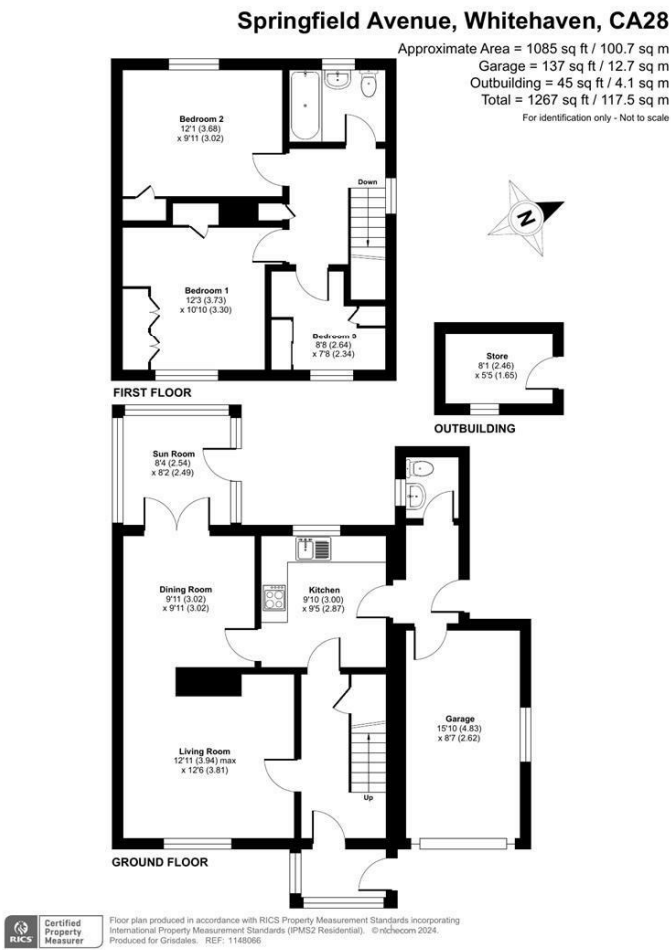 Springfield Avenue, Whitehaven, CA28
Approximate Area = 1085 sq ft / 100.7 sq m
Garage = 137 sq ft / 12.7 sq m
Outbuilding = 45 sq ft / 4.1 sq m
Total = 1267 sq ft / 117.5 sq m
For identification only - Not to scale
Bedroom 2
12'1 (3.68)
x 9'11 (3.02)
Down
N
Bedroom 1
12'3 (3.73)
x 10'10 (3.30)
Bedroom
8'8 (2.64)
x 7'8 (2.34)
Store
8'1 (2.46)
x 5'5 (1.65)
FIRST FLOOR
OUTBUILDING
Sun Room
8'4 (2.54)
x 8'2 (2.49)
Dining Room
9'11 (3.02)
x 9'11 (3.02)
Kitchen
9'10 (3.00)
x 9'5 (2.87)
Garage
15'10 (4.83)
x 8'7 (2.62)
Living Room
12'11 (3.94) max
x 12'6 (3.81)
Up
GROUND FLOOR
RICS
Certified
Property
Measurer
Floor plan produced in accordance with RICS Property Measurement Standards incorporating
International Property Measurement Standards (IPMS2 Residential). ©nichecom 2024.
Produced for Grisdales. REF: 1148066